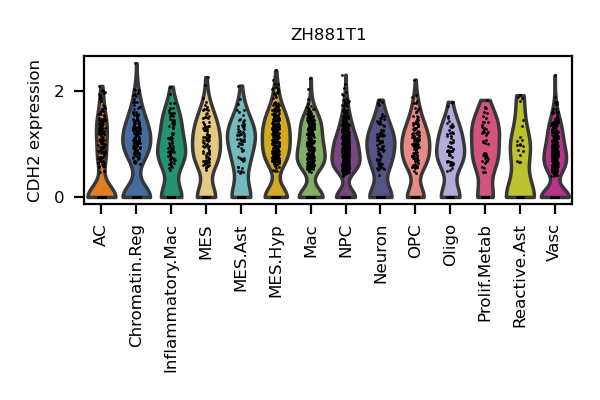 ZH881T1
CDH2 expression
2
0
AC
Chromatin.Reg
Inflammatory.Mac
MES
MES.Ast
MES.Hyp
Mac
NPC
Neuron
OPC
Oligo
Prolif.Metab
Reactive.Ast
Vasc